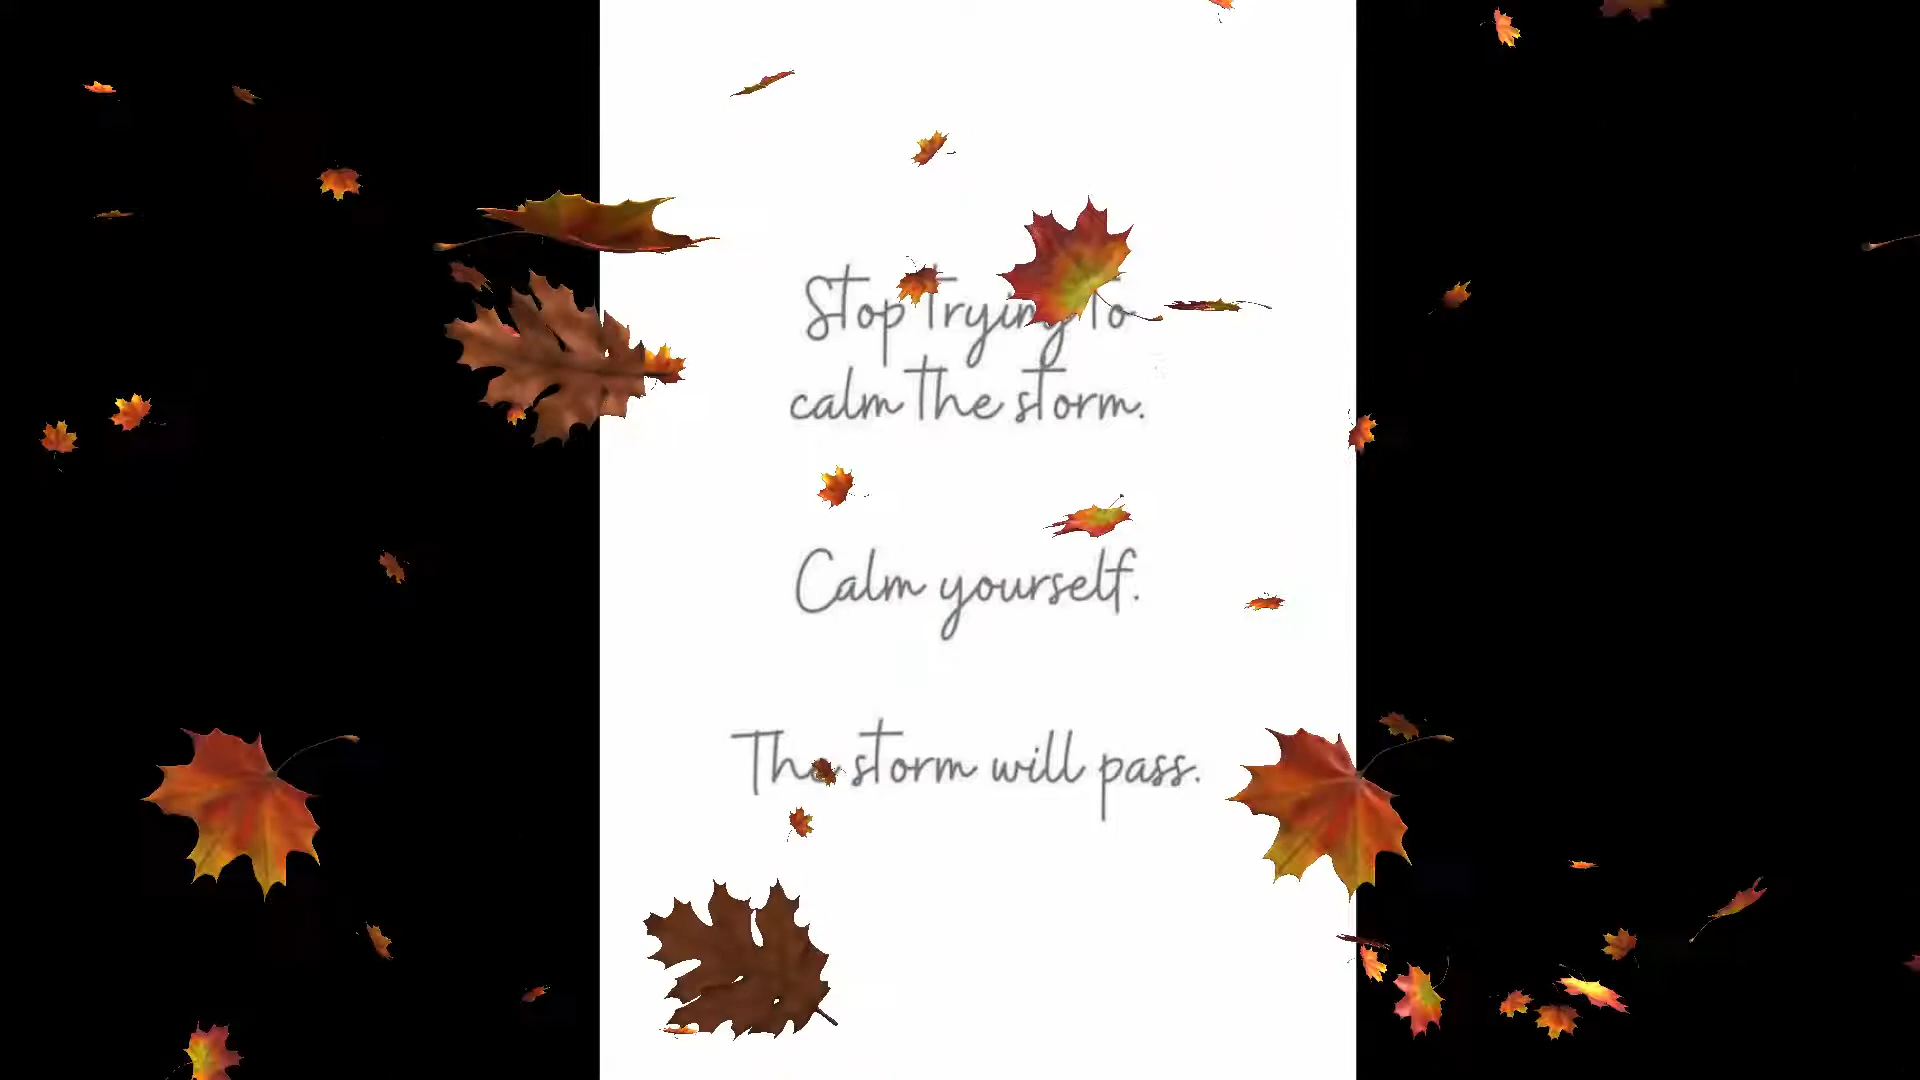 Stop trying to
calm the storm.
Calm yourself.
The storm will pass.